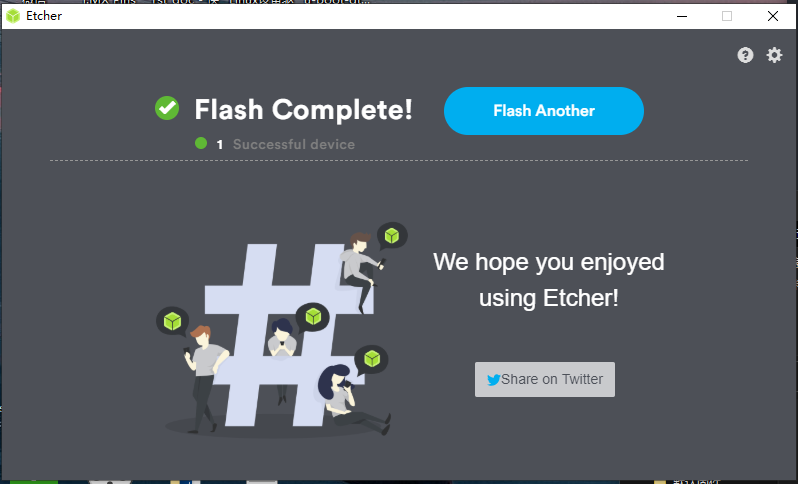 Etcher
Flash Complete!
Flash Another
1 Successful device
We hope you enjoyed
using Etcher!
Share on Twitter